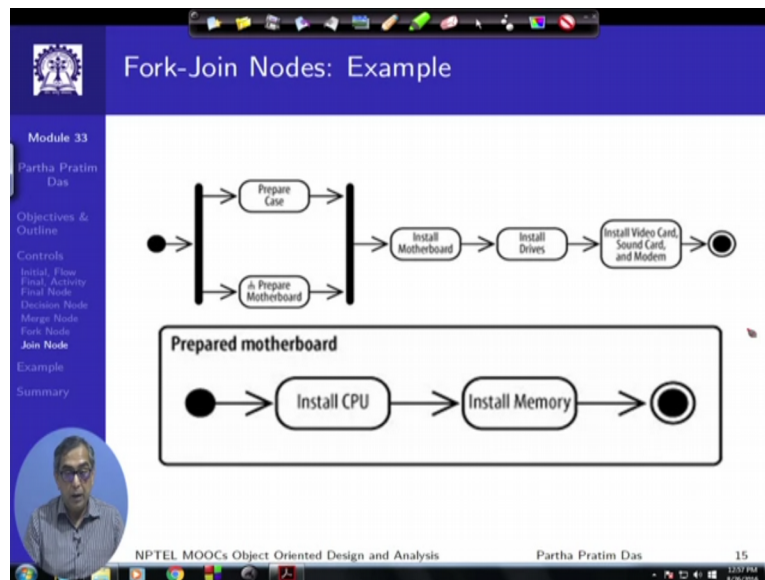 Fork-Join Nodes: Example
Module 33
Partha Pratim
Das
Objectives &
Outline
Controls
Initial, Flow
Final, Activity
Final Node
Decision Node
Merge Node
Fork Node
Join Node
Example
Summary
Prepare
Case
Prepare
Motherboard
Install
Motherboard
Install
Drives
Install Video Card,
Sound Card,
and Modem
Prepared motherboard
Install CPU
Install Memory
NPTEL MOOCs Object Oriented Design and Analysis
Partha Pratim Das
15
12:57 PM